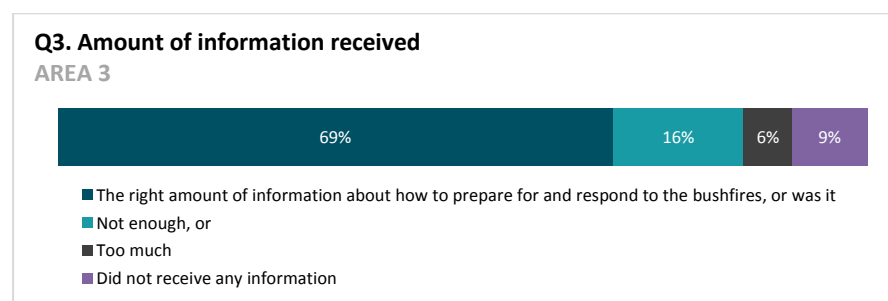 Q3. Amount of information received
AREA 3
69% 16% 6% 9%
The right amount of information about how to prepare for and respond to the bushfires, or was it
Not enough, or
Too much
Did not receive any information